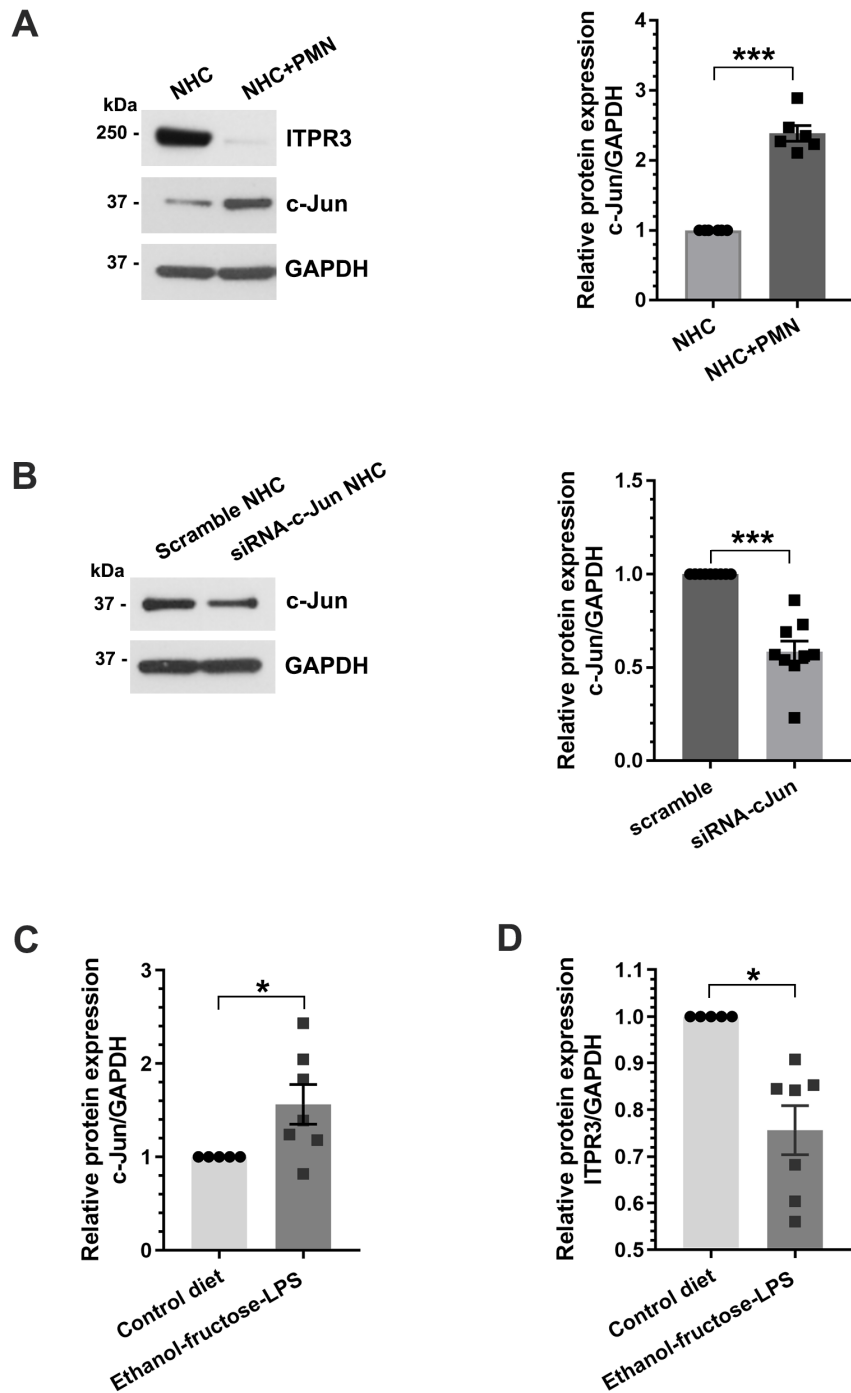 A
NHC
NHC+PMN
kDa
250 -
ITPR3
37 -
c-Jun
37 -
GAPDH
Relative protein expression
c-Jun/GAPDH
4
3
2
1
0
***
NHC
NHC+PMN
B
Scramble NHC
siRNA-c-Jun NHC
kDa
37 -
c-Jun
37 -
GAPDH
Relative protein expression
c-Jun/GAPDH
1.5
1.0
0.5
0.0
***
scramble
siRNA-cJun
C
Relative protein expression
c-Jun/GAPDH
3
2
1
0
*
Control diet
Ethanol-fructose-LPS
D
Relative protein expression
ITPR3/GAPDH
1.1
1.0
0.9
0.8
0.7
0.6
0.5
*
Control diet
Ethanol-fructose-LPS